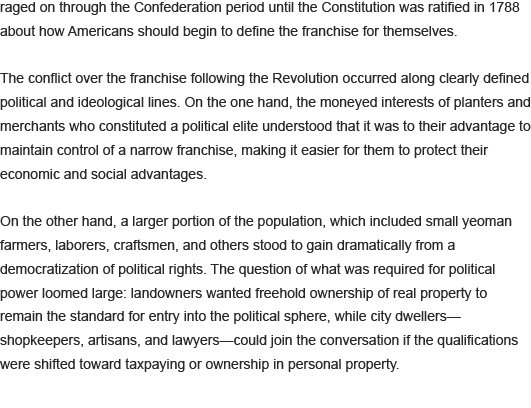 raged on through the Confederation period until the Constitution was ratified in 1788
about how Americans should begin to define the franchise for themselves.
The conflict over the franchise following the Revolution occurred along clearly defined
political and ideological lines. On the one hand, the moneyed interests of planters and
merchants who constituted a political elite understood that it was to their advantage to
maintain control of a narrow franchise, making it easier for them to protect their
economic and social advantages.
On the other hand, a larger portion of the population, which included small yeoman
farmers, laborers, craftsmen, and others stood to gain dramatically from a
democratization of political rights. The question of what was required for political
power loomed large: landowners wanted freehold ownership of real property to
remain the standard for entry into the political sphere, while city dwellers—
shopkeepers, artisans, and lawyers—could join the conversation if the qualifications
were shifted toward taxpaying or ownership in personal property.